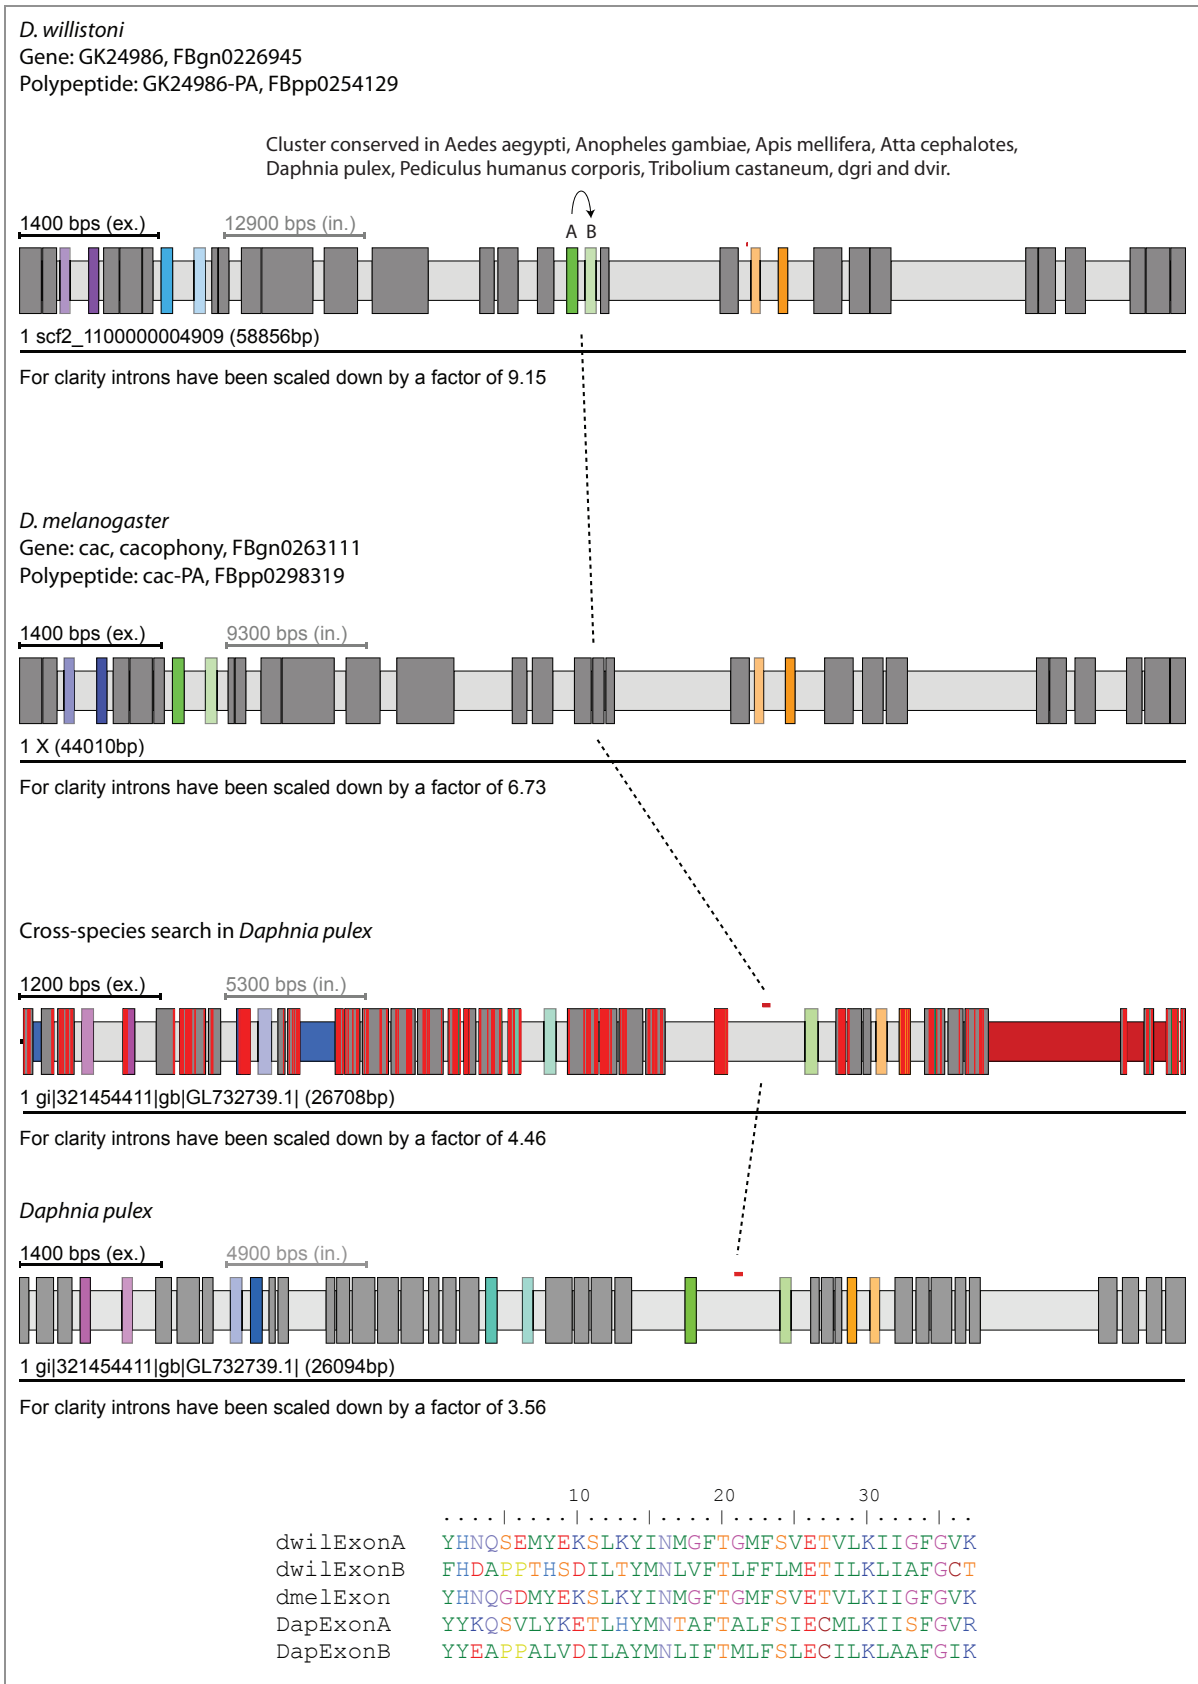 D. willistoni
Gene: GK24986, FBgn0226945
Polypeptide: GK24986-PA, FBpp0254129
Cluster conserved in Aedes aegypti, Anopheles gambiae, Apis mellifera, Atta cephalotes,
Daphnia pulex, Pediculus humanus corporis, Tribolium castaneum, dgri and dvir.
1400 bps (ex.) 12900 bps (in.)
A B
1 scf2_1100000004909 (58856bp)
For clarity introns have been scaled down by a factor of 9.15
D. melanogaster
Gene: cac, cacophony, FBgn0263111
Polypeptide: cac-PA, FBpp0298319
1400 bps (ex.) 9300 bps (in.)
1 X (44010bp)
For clarity introns have been scaled down by a factor of 6.73
Cross-species search in Daphnia pulex
1200 bps (ex.) 5300 bps (in.)
1 gi|321454411|gb|GL732739.1| (26708bp)
For clarity introns have been scaled down by a factor of 4.46
Daphnia pulex
1400 bps (ex.) 4900 bps (in.)
1 gi|321454411|gb|GL732739.1| (26094bp)
For clarity introns have been scaled down by a factor of 3.56
10 20 30
dwilExonA YHNQSEMYEKSLKYINMGFTGMFSVETVLKIIGFGVK
dwilExonB FHDAPPTHSDILTYMNLVFTLFFLMETILKLIAFGCT
dmelExon YHNQGDMYEKSLKYINMGFTGMFSVETVLKIIGFGVK
DapExonA YYKQSVLYKETLHYMNTAFTALFSIECMLKIISFGVR
DapExonB YYEAPPALVDILAYMNLIFTMLFSLECILKLAAFGIK